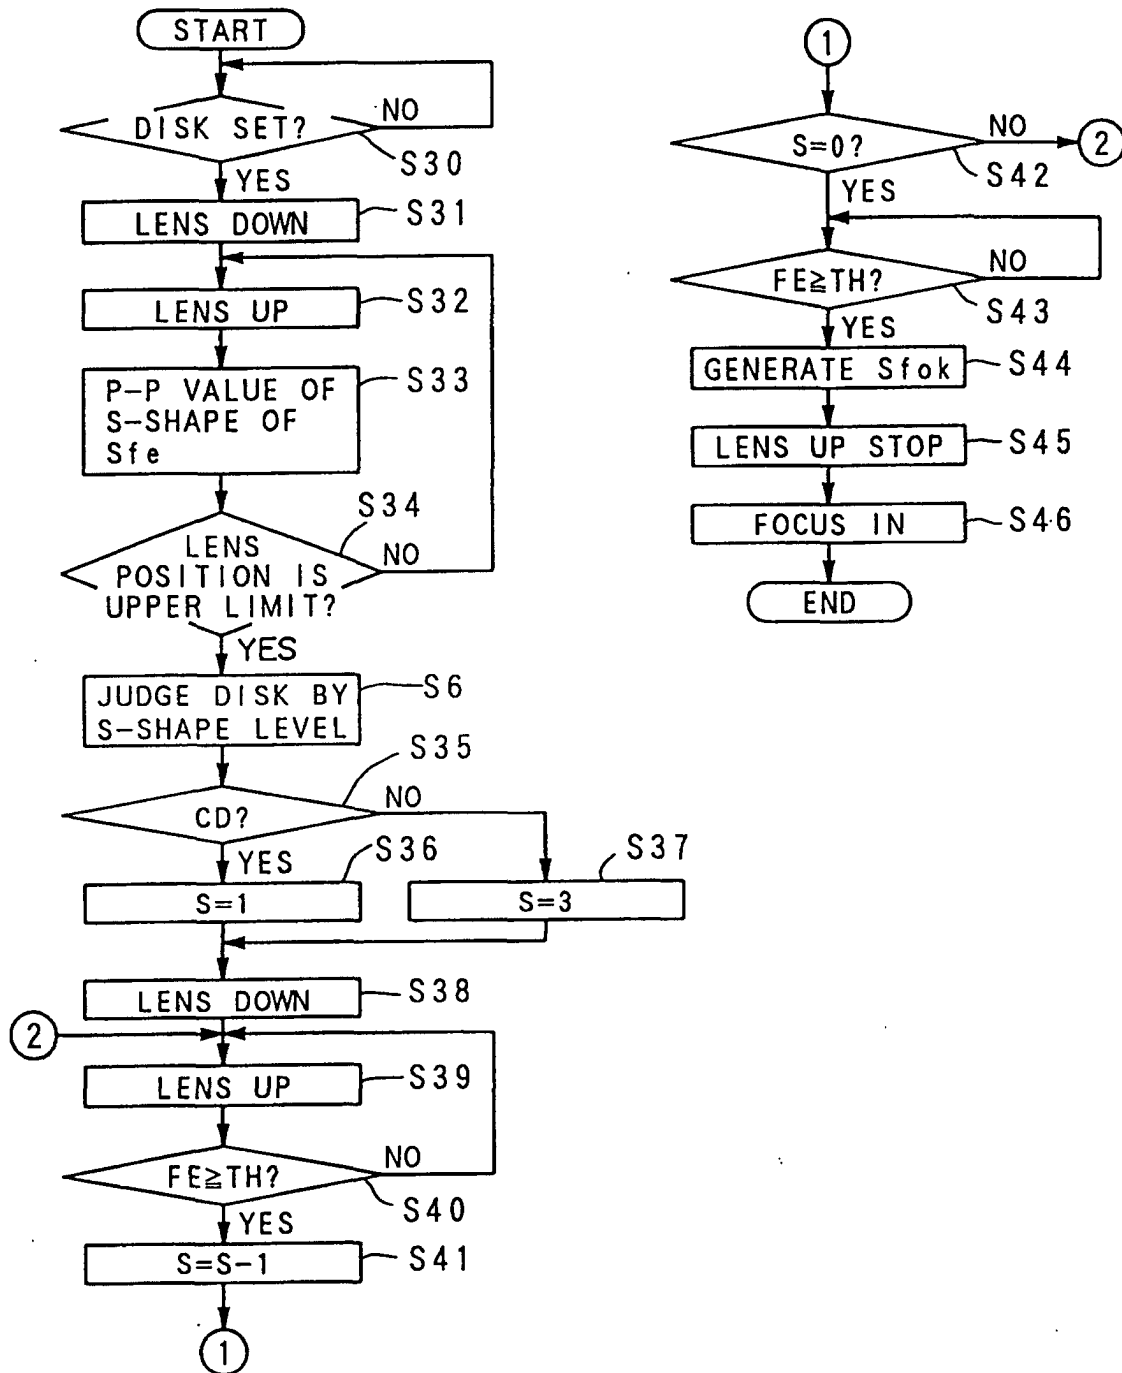 START
DISK SET?
NO
S30
YES
LENS DOWN
S31
LENS UP
S32
P-P VALUE OF
S-SHAPE OF
Sfe
S33
S34
LENS
POSITION IS
UPPER LIMIT?
NO
YES
JUDGE DISK BY
S-SHAPE LEVEL
S6
S35
CD?
NO
YES
S36
S=1
S37
S=3
LENS DOWN
S38
2
LENS UP
S39
FE≧TH?
NO
S40
YES
S=S-1
S41
1
1
S=0?
NO
2
S42
YES
FE≧TH?
NO
S43
YES
GENERATE Sfok
S44
LENS UP STOP
S45
FOCUS IN
S46
END